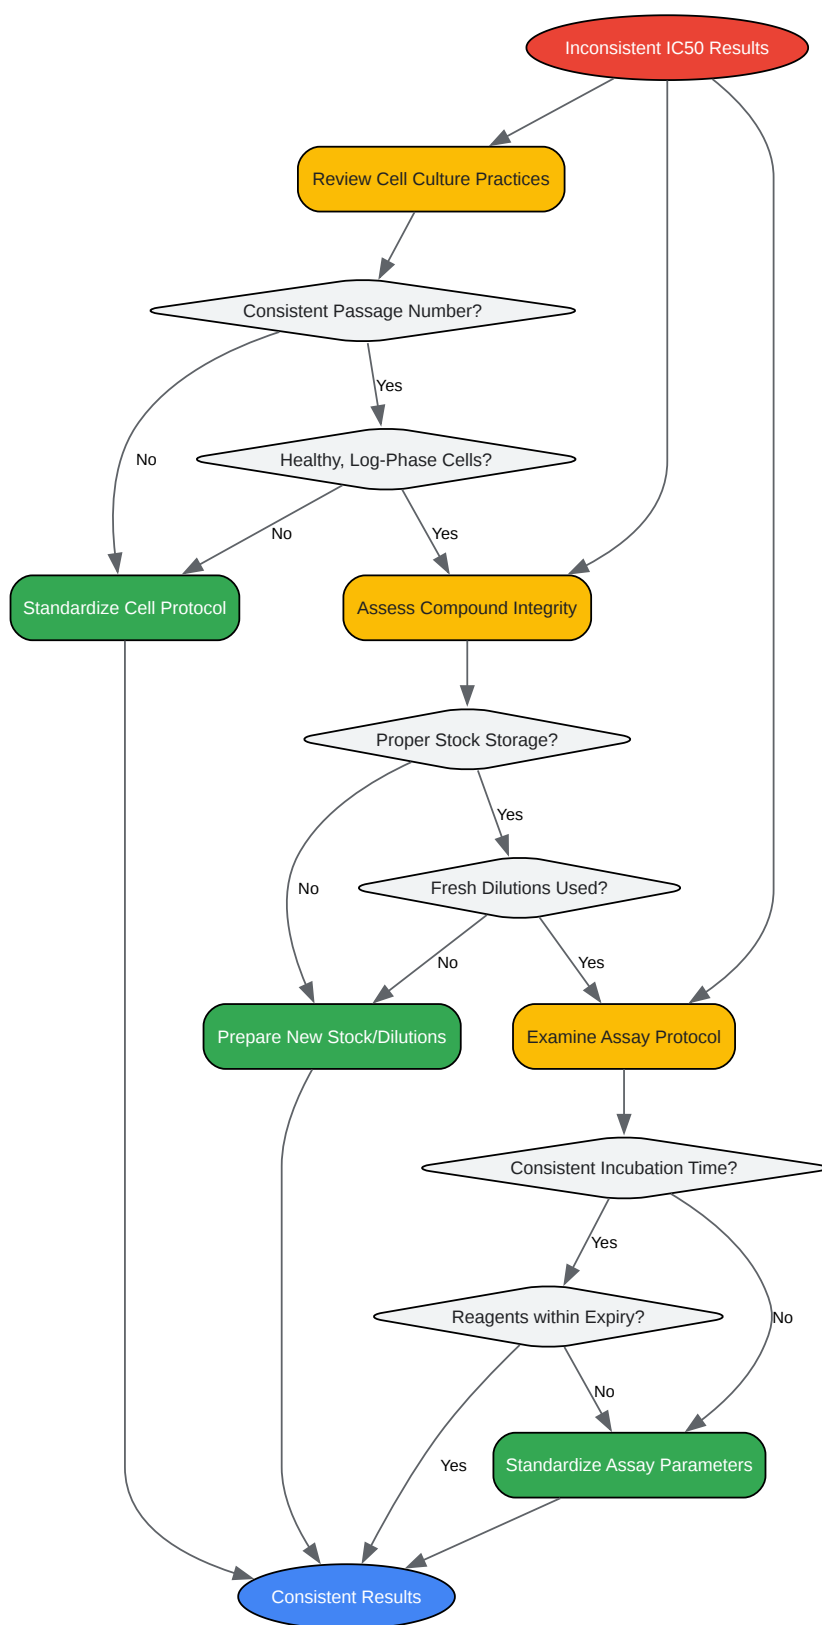 Inconsistent IC50 Results
Review Cell Culture Practices
Consistent Passage Number?
Yes
No
Healthy, Log-Phase Cells?
No
Yes
Standardize Cell Protocol
Assess Compound Integrity
Proper Stock Storage?
Yes
No
Fresh Dilutions Used?
No
Yes
Prepare New Stock/Dilutions
Examine Assay Protocol
Consistent Incubation Time?
Yes
Reagents within Expiry?
No
No
Yes
Standardize Assay Parameters
Consistent Results